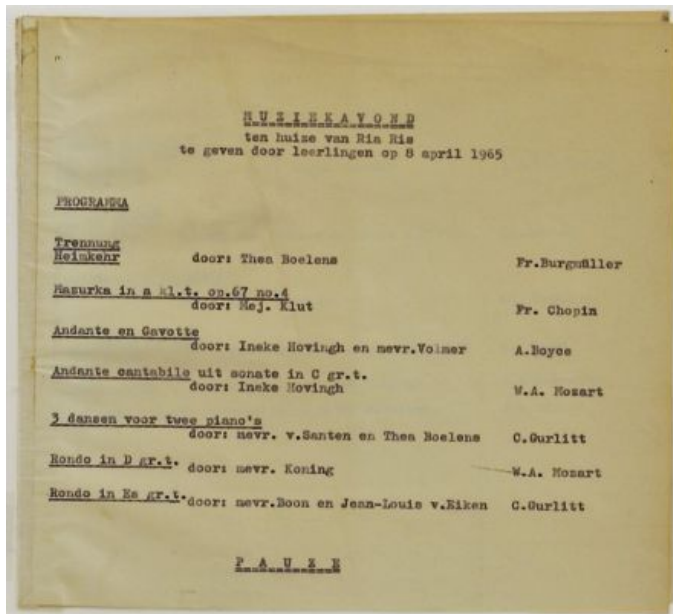 M U Z I E K A V O N D
ten huize van Ria Ris
te geven door leerlingen op 8 april 1965
PROGRAMMA
Trennung
Heimkehr door: Thea Boelens Fr.Burgmüller
Mazurka in a kl.t. op.67 no.4
door: Mej. Klut Fr. Chopin
Andante en Gavotte
door: Ineke Hovingh en mevr.Volmer A.Boyce
Andante cantabile uit sonate in C gr.t.
door: Ineke Hovingh W.A. Mozart
3 dansen voor twee piano's
door: mevr. v.Santen en Thea Boelens C.Gurlitt
Rondo in D gr.t. door: mevr. Koning W.A. Mozart
Rondo in Es gr.t. door: mevr.Boon en Jean-Louis v.Eiken C.Gurlitt
P A U Z E